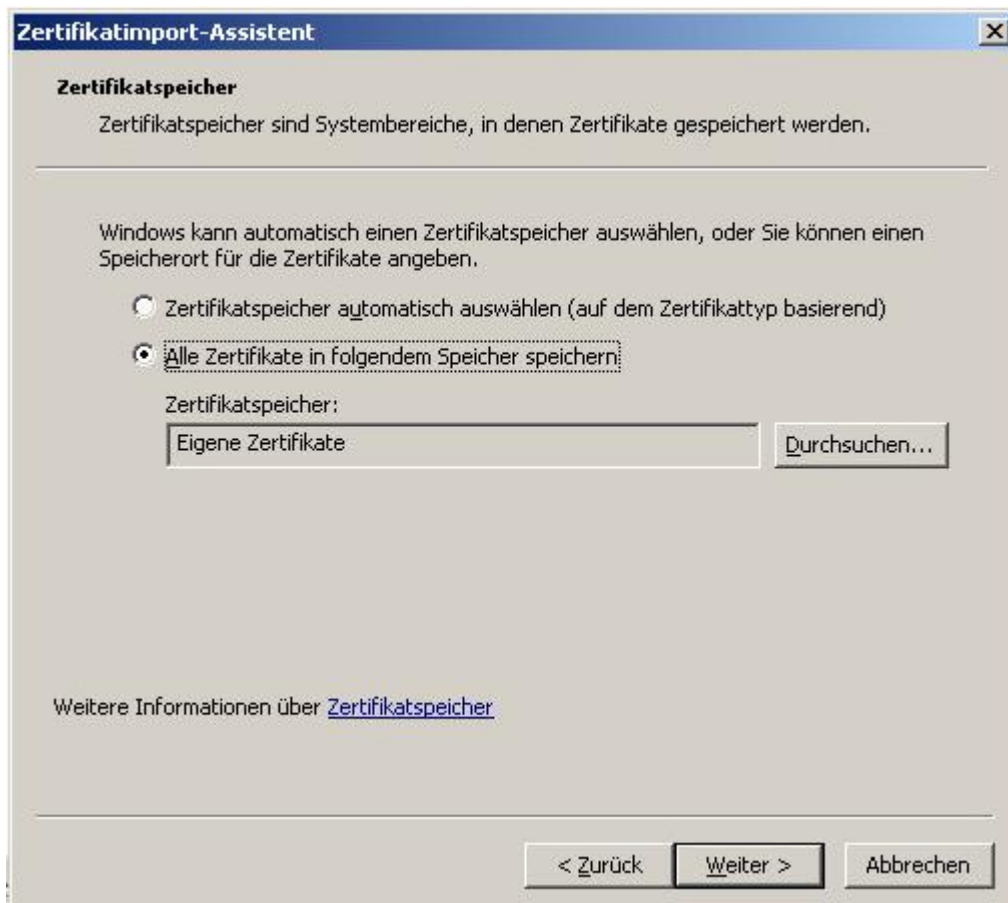 Zertifikatimport-Assistent
Zertifikatspeicher
Zertifikatspeicher sind Systembereiche, in denen Zertifikate gespeichert werden.
Windows kann automatisch einen Zertifikatspeicher auswählen, oder Sie können einen
Speicherort für die Zertifikate angeben.
Zertifikatspeicher automatisch auswählen (auf dem Zertifikattyp basierend)
Alle Zertifikate in folgendem Speicher speichern
Zertifikatspeicher:
Eigene Zertifikate
Durchsuchen...
Weitere Informationen über Zertifikatspeicher
< Zurück
Weiter >
Abbrechen